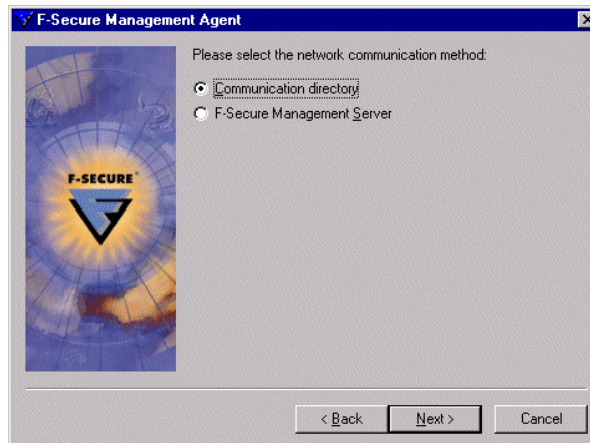 F-Secure Management Agent
Please select the network communication method:
Communication directory
F-Secure Management Server
F-SECURE®
< Back
Next >
Cancel